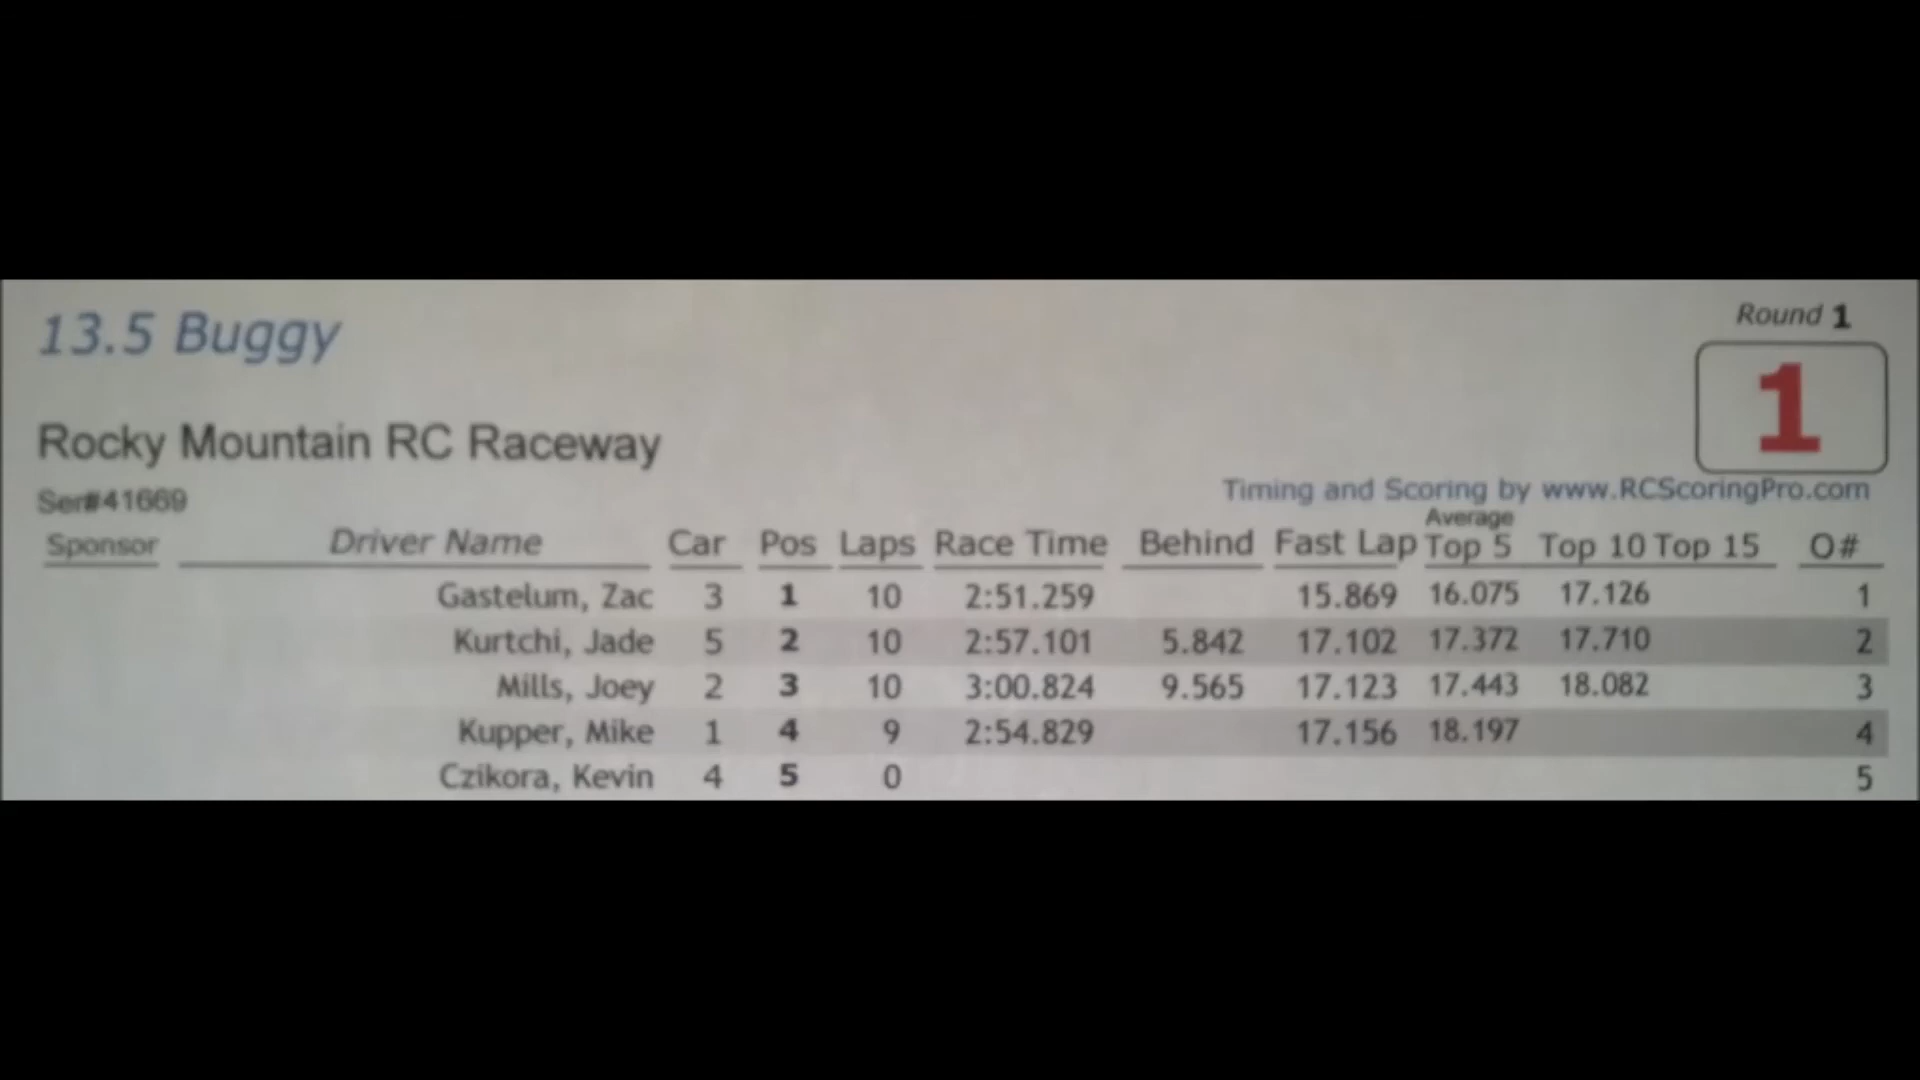 13.5 Buggy
Round 1
1
Rocky Mountain RC Raceway
Ser#41669
Timing and Scoring by www.RCScoringPro.com
Average
Sponsor Driver Name Car Pos Laps Race Time Behind Fast Lap Top 5 Top 10 Top 15 O#
Gastelum, Zac 3 1 10 2:51.259 15.869 16.075 17.126 1
Kurtchi, Jade 5 2 10 2:57.101 5.842 17.102 17.372 17.710 2
Mills, Joey 2 3 10 3:00.824 9.565 17.123 17.443 18.082 3
Kupper, Mike 1 4 9 2:54.829 17.156 18.197 4
Czikora, Kevin 4 5 0 5